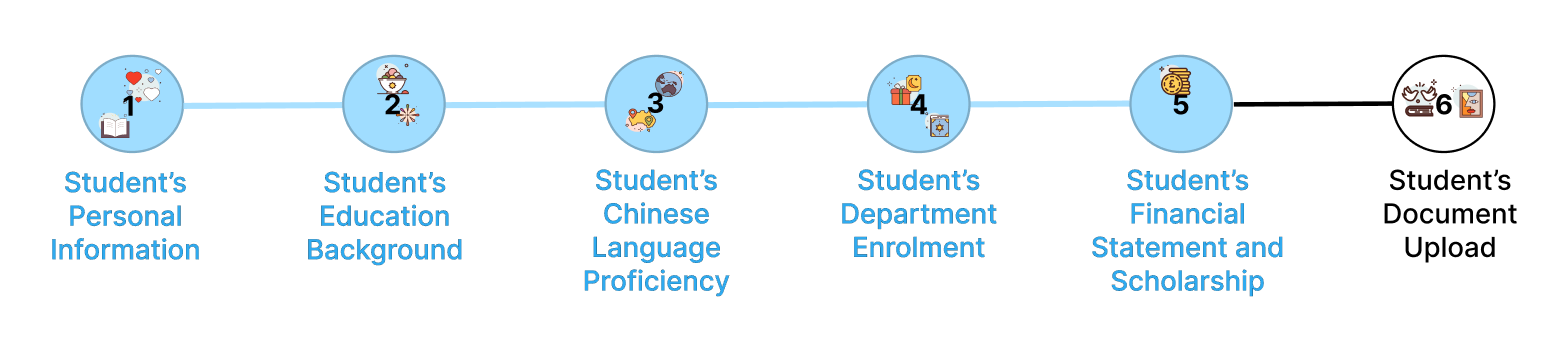 1
2
3
4
5
6
Student’s
Personal
Information
Student’s
Education
Background
Student’s
Chinese
Language
Proficiency
Student’s
Department
Enrolment
Student’s
Financial
Statement and
Scholarship
Student’s
Document
Upload